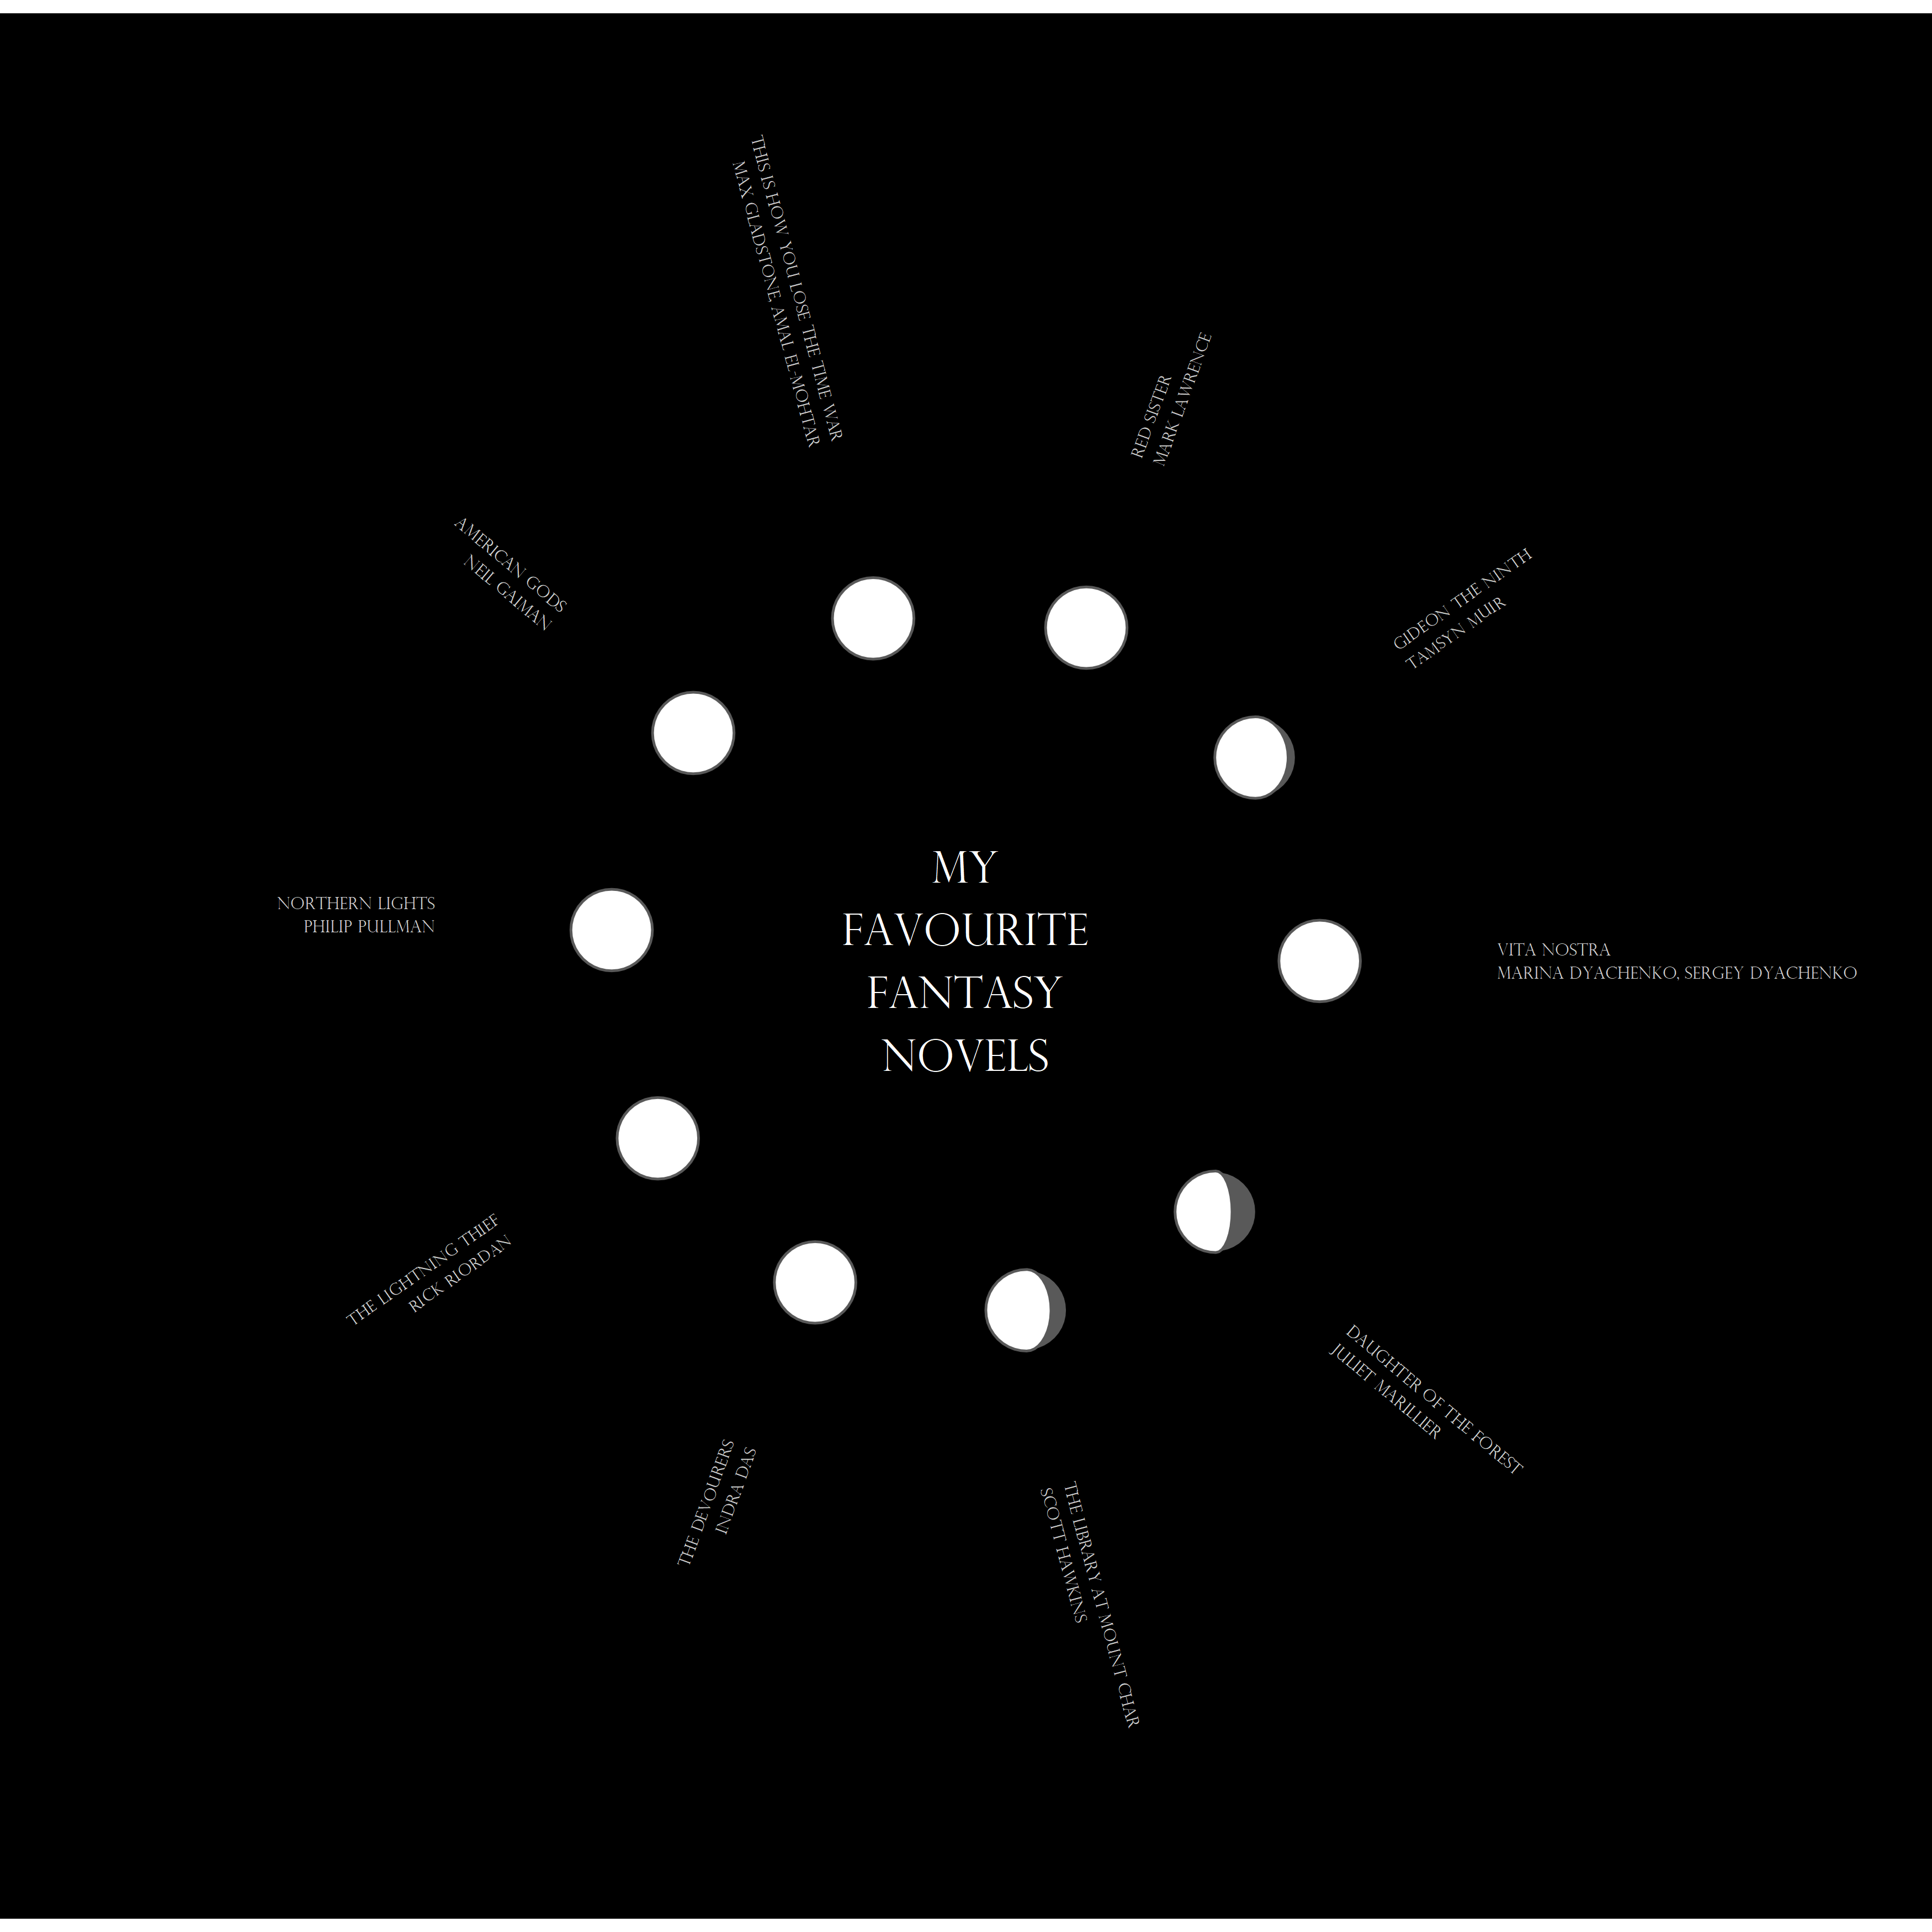 MY
FAVOURITE
FANTASY
NOVELS
THIS IS HOW YOU LOSE THE TIME WAR
MAX GLADSTONE, AMAL EL-MOHTAR
RED SISTER
MARK LAWRENCE
GIDEON THE NINTH
TAMSYN MUIR
VITA NOSTRA
MARINA DYACHENKO, SERGEY DYACHENKO
DAUGHTER OF THE FOREST
JULIET MARILLIER
THE LIBRARY AT MOUNT CHAR
SCOTT HAWKINS
THE DEVOURERS
INDRA DAS
THE LIGHTNING THIEF
RICK RIORDAN
NORTHERN LIGHTS
PHILIP PULLMAN
AMERICAN GODS
NEIL GAIMAN